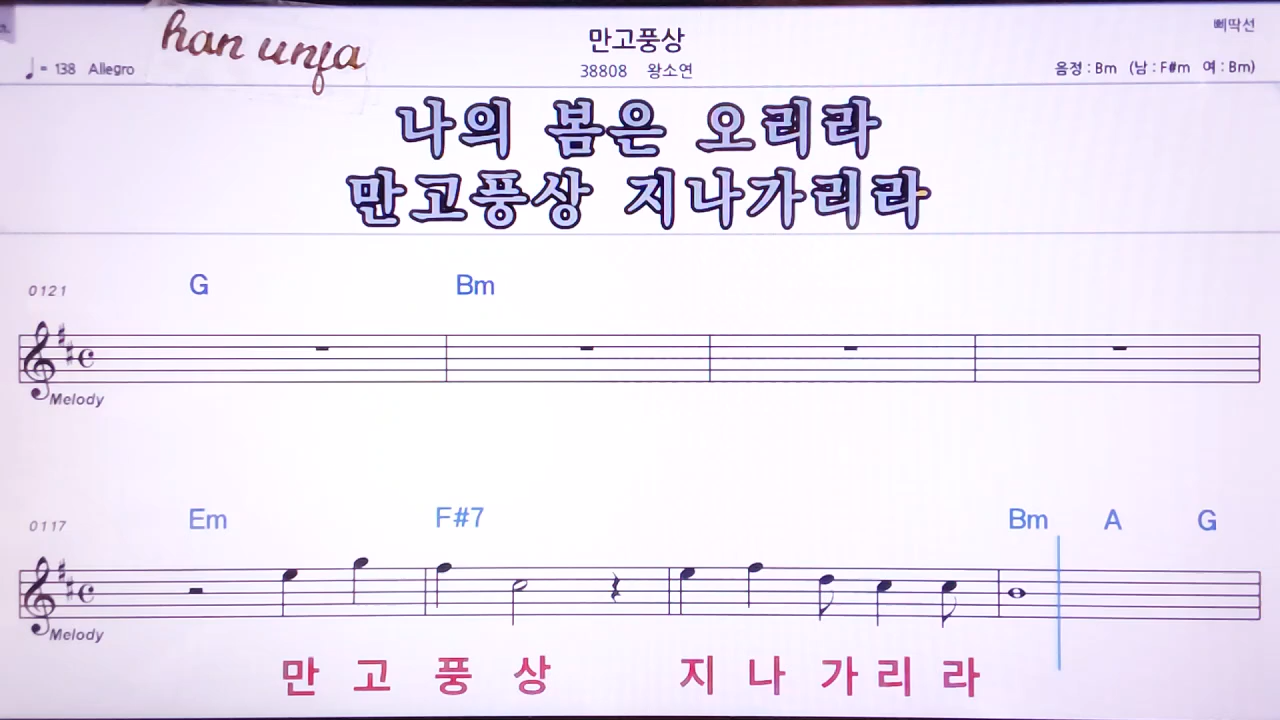 han unfa
만고풍상
삐딱선
♩= 138 Allegro
38808 왕소연
음정 : Bm (남 : F#m 여 : Bm)
나의 봄은 오리라
만고풍상 지나가리라
0121
G Bm
Melody
0117
Em F#7 Bm A G
Melody
만 고 풍 상 지 나 가 리 라